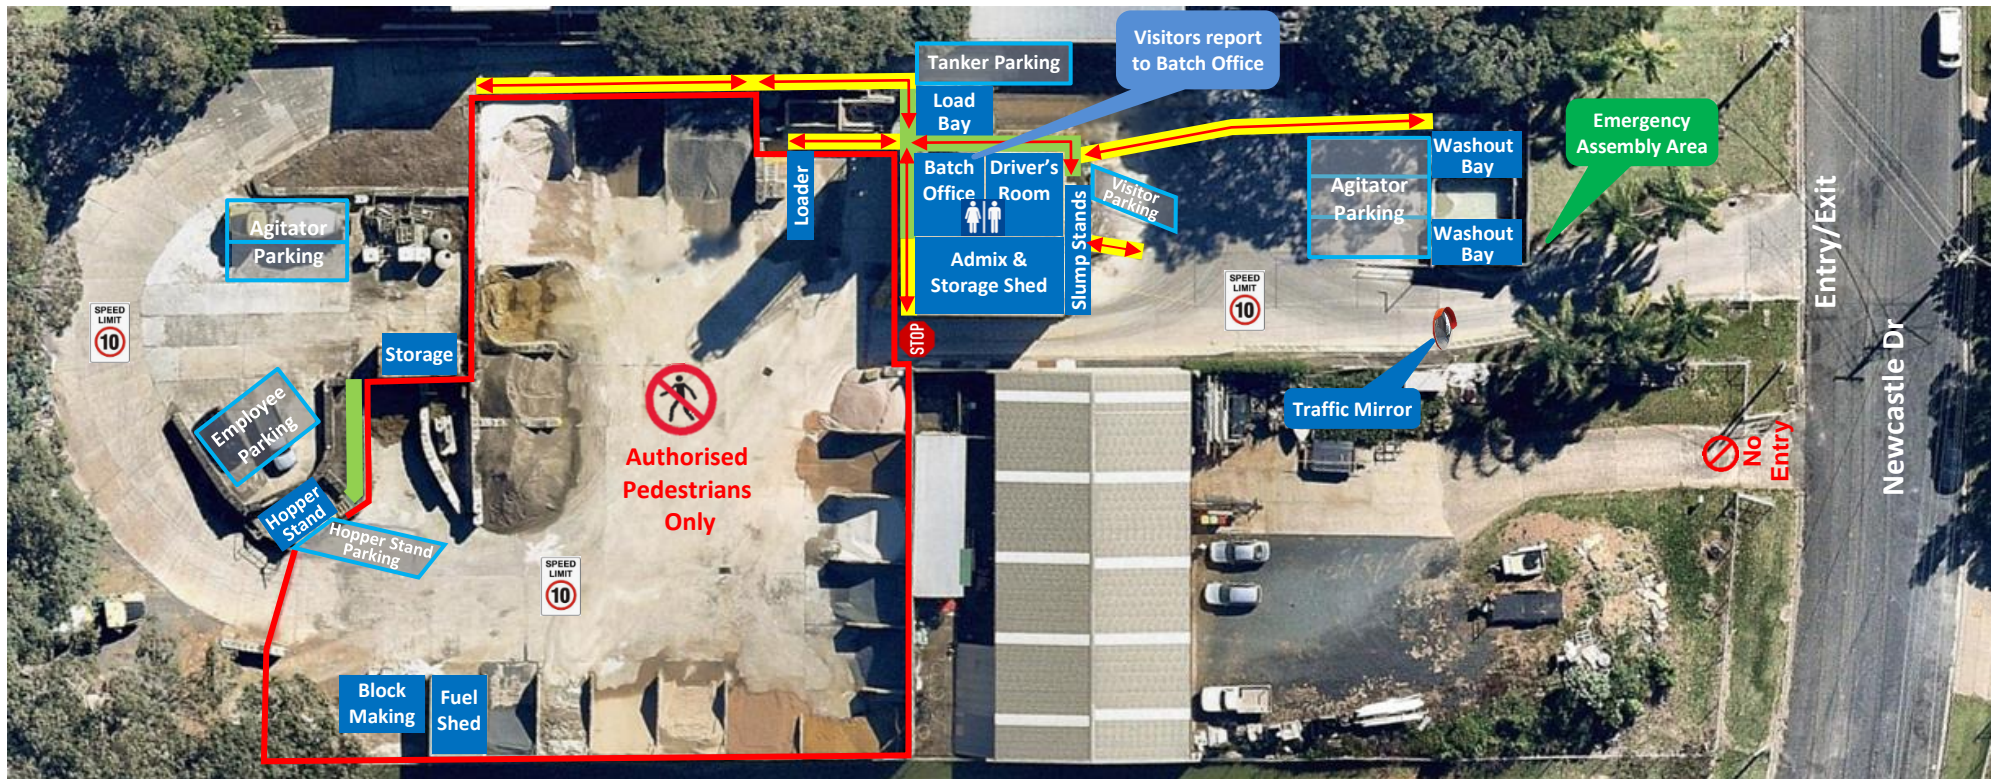 Visitors report
to Batch Office
Tanker Parking
Load
Bay
Emergency
Assembly Area
Washout
Bay
Batch
Office
Driver's
Room
Visitor
Parking
Agitator
Parking
Loader
Agitator
Parking
Washout
Bay
Admix &
Storage Shed
Slump Stands
Entry/Exit
SPEED
LIMIT
10
SPEED
LIMIT
10
STOP
Storage
Newcastle Dr
Traffic Mirror
Employee
Parking
Authorised
Pedestrians
Only
No
Entry
Hopper
Stand
Hopper Stand
Parking
SPEED
LIMIT
10
Block
Making
Fuel
Shed